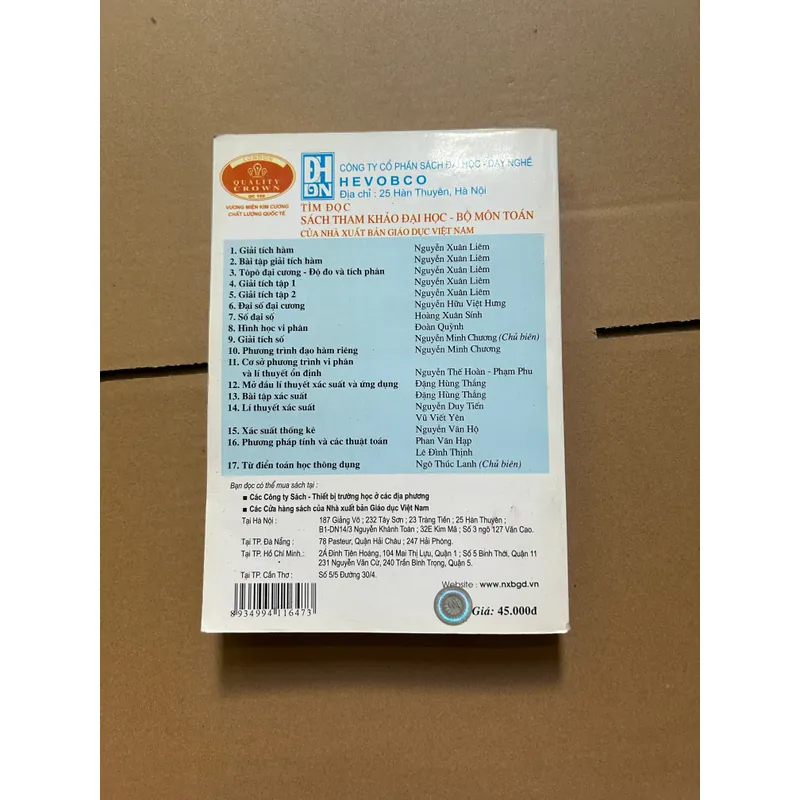 LONDON
QUALITY
CROWN
VƯƠNG MIỆN KIM CƯƠNG
CHẤT LƯỢNG QUỐC TẾ
ĐH
DN
CÔNG TY CỔ PHẦN SÁCH ĐẠI HỌC - DẠY NGHỀ
HEVOBCO
Địa chỉ : 25 Hàn Thuyên, Hà Nội
TÌM ĐỌC
SÁCH THAM KHẢO ĐẠI HỌC - BỘ MÔN TOÁN
CỦA NHÀ XUẤT BẢN GIÁO DỤC VIỆT NAM
1. Giải tích hàm Nguyễn Xuân Liêm
2. Bài tập giải tích hàm Nguyễn Xuân Liêm
3. Tôpô đại cương - Độ đo và tích phân Nguyễn Xuân Liêm
4. Giải tích tập 1 Nguyễn Xuân Liêm
5. Giải tích tập 2 Nguyễn Xuân Liêm
6. Đại số đại cương Nguyễn Hữu Việt Hưng
7. Số đại số Hoàng Xuân Sính
8. Hình học vi phân Đoàn Quỳnh
9. Giải tích số Nguyễn Minh Chương (Chủ biên)
10. Phương trình đạo hàm riêng Nguyễn Minh Chương
11. Cơ sở phương trình vi phân
và lí thuyết ổn định Nguyễn Thế Hoàn - Phạm Phu
12. Mở đầu lí thuyết xác suất và ứng dụng Đặng Hùng Thắng
13. Bài tập xác suất Đặng Hùng Thắng
14. Lí thuyết xác suất Nguyễn Duy Tiến
Vũ Viết Yên
15. Xác suất thống kê Nguyễn Văn Hộ
16. Phương pháp tính và các thuật toán Phan Văn Hạp
Lê Đình Thịnh
17. Từ điển toán học thông dụng Ngô Thúc Lanh (Chủ biên)
Bạn đọc có thể mua sách tại :
■ Các Công ty Sách - Thiết bị trường học ở các địa phương
■ Các Cửa hàng sách của Nhà xuất bản Giáo dục Việt Nam
Tại Hà Nội : 187 Giảng Võ ; 232 Tây Sơn ; 23 Tràng Tiền ; 25 Hàn Thuyên ;
B1-DN14/3 Nguyễn Khánh Toàn ; 32E Kim Mã ; Số 3 ngõ 127 Văn Cao.
Tại TP. Đà Nẵng : 78 Pasteur, Quận Hải Châu ; 247 Hải Phòng.
Tại TP. Hồ Chí Minh.: 2A Đinh Tiên Hoàng, 104 Mai Thị Lựu, Quận 1 ; Số 5 Bình Thới, Quận 11
231 Nguyễn Văn Cừ, 240 Trần Bình Trọng, Quận 5.
Tại TP. Cần Thơ : Số 5/5 Đường 30/4.
Website : www.nxbgd.vn
8934994116473
Giá: 45.000đ